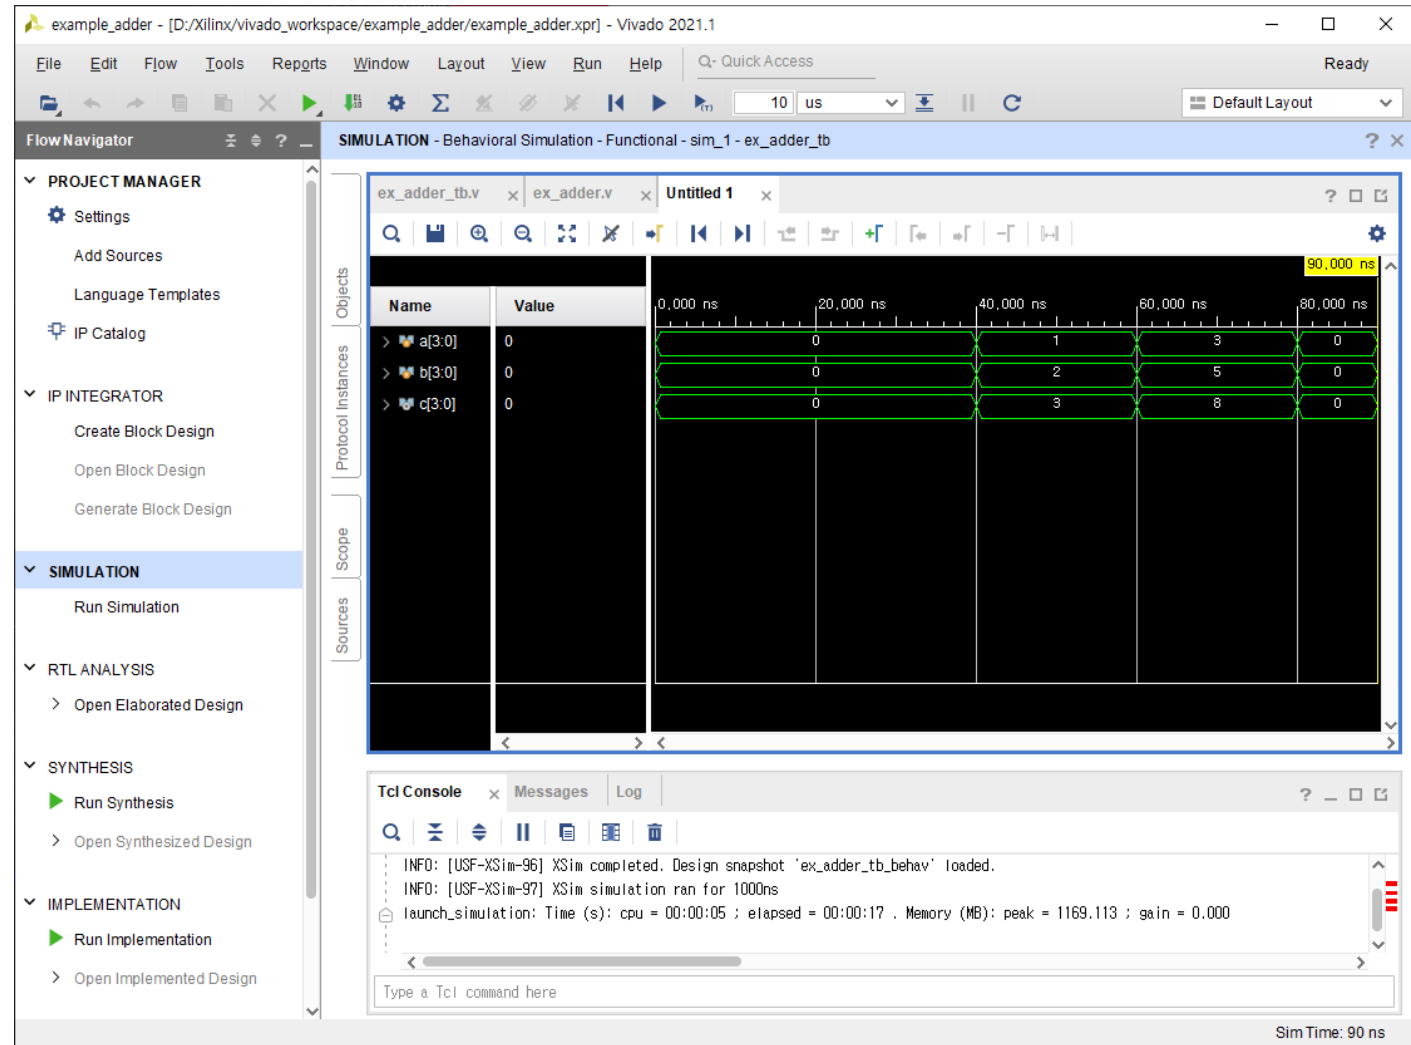 example_adder - [D:/Xilinx/vivado_workspace/example_adder/example_adder.xpr] - Vivado 2021.1
File Edit Flow Tools Reports Window Layout View Run Help Q- Quick Access Ready
10 us Default Layout
Flow Navigator
SIMULATION - Behavioral Simulation - Functional - sim_1 - ex_adder_tb
PROJECT MANAGER
Settings
Add Sources
Language Templates
IP Catalog
IP INTEGRATOR
Create Block Design
Open Block Design
Generate Block Design
SIMULATION
Run Simulation
RTL ANALYSIS
Open Elaborated Design
SYNTHESIS
Run Synthesis
Open Synthesized Design
IMPLEMENTATION
Run Implementation
Open Implemented Design
Objects
Protocol Instances
Scope
Sources
ex_adder_tb.v ex_adder.v Untitled 1
90,000 ns
Name Value 0,000 ns 20,000 ns 40,000 ns 60,000 ns 80,000 ns
a[3:0] 0 0 1 3 0
b[3:0] 0 0 2 5 0
c[3:0] 0 0 3 8 0
Tcl Console Messages Log
INFO: [USF-XSim-96] XSim completed. Design snapshot 'ex_adder_tb_behav' loaded.
INFO: [USF-XSim-97] XSim simulation ran for 1000ns
launch_simulation: Time (s): cpu = 00:00:05 ; elapsed = 00:00:17 . Memory (MB): peak = 1169.113 ; gain = 0.000
Type a Tcl command here
Sim Time: 90 ns